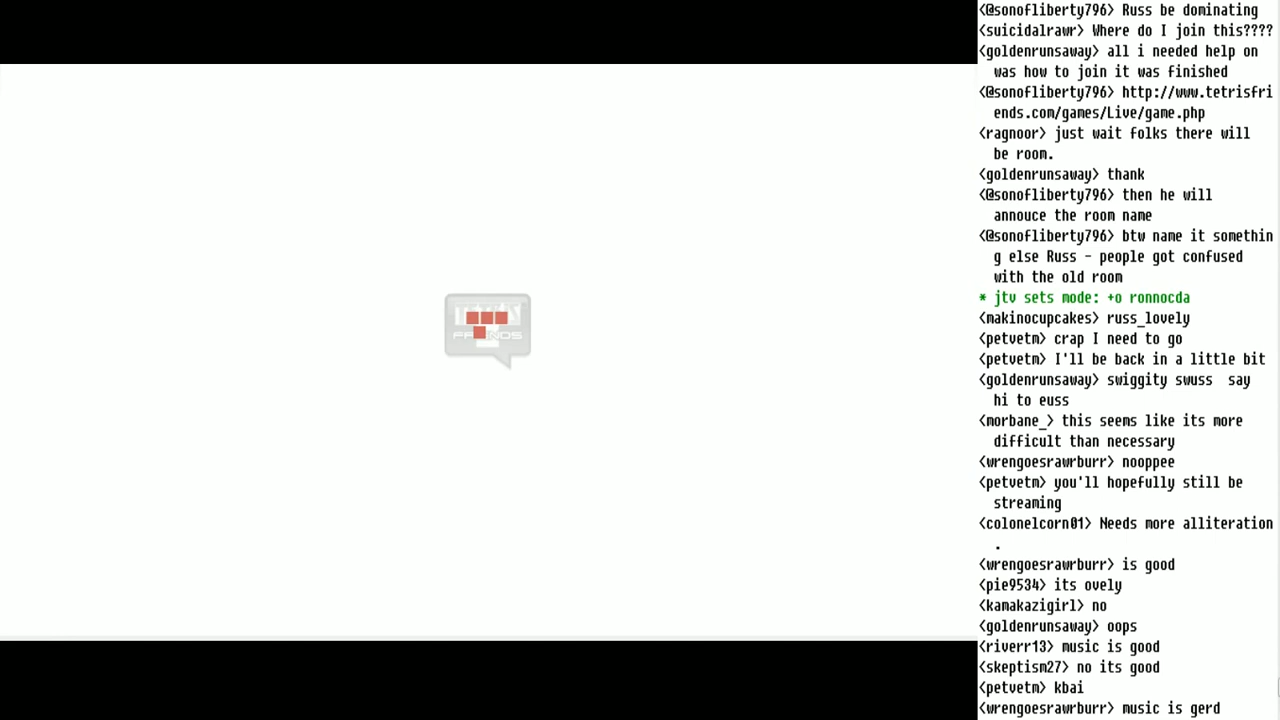 <@sonofliberty796> Russ be dominating
<suicidalrawr> Where do I join this????
<goldenrunsaway> all i needed help on
was how to join it was finished
<@sonofliberty796> http://www.tetrisfri
ends.com/games/Live/game.php
<ragnoor> just wait folks there will
be room.
<goldenrunsaway> thank
<@sonofliberty796> then he will
annouce the room name
<@sonofliberty796> btw name it somethin
g else Russ - people got confused
with the old room
* jtv sets mode: +o ronnocda
<makinocupcakes> russ_lovely
<petvetm> crap I need to go
<petvetm> I'll be back in a little bit
<goldenrunsaway> swiggity swuss  say
hi to euss
<morbane_> this seems like its more
difficult than necessary
<wrengoesrawrburr> nooppee
<petvetm> you'll hopefully still be
streaming
<colonelcorn01> Needs more alliteration
.
<wrengoesrawrburr> is good
<pie9534> its ovely
<kamakazigirl> no
<goldenrunsaway> oops
<riverr13> music is good
<skeptism27> no its good
<petvetm> kbai
<wrengoesrawrburr> music is gerd